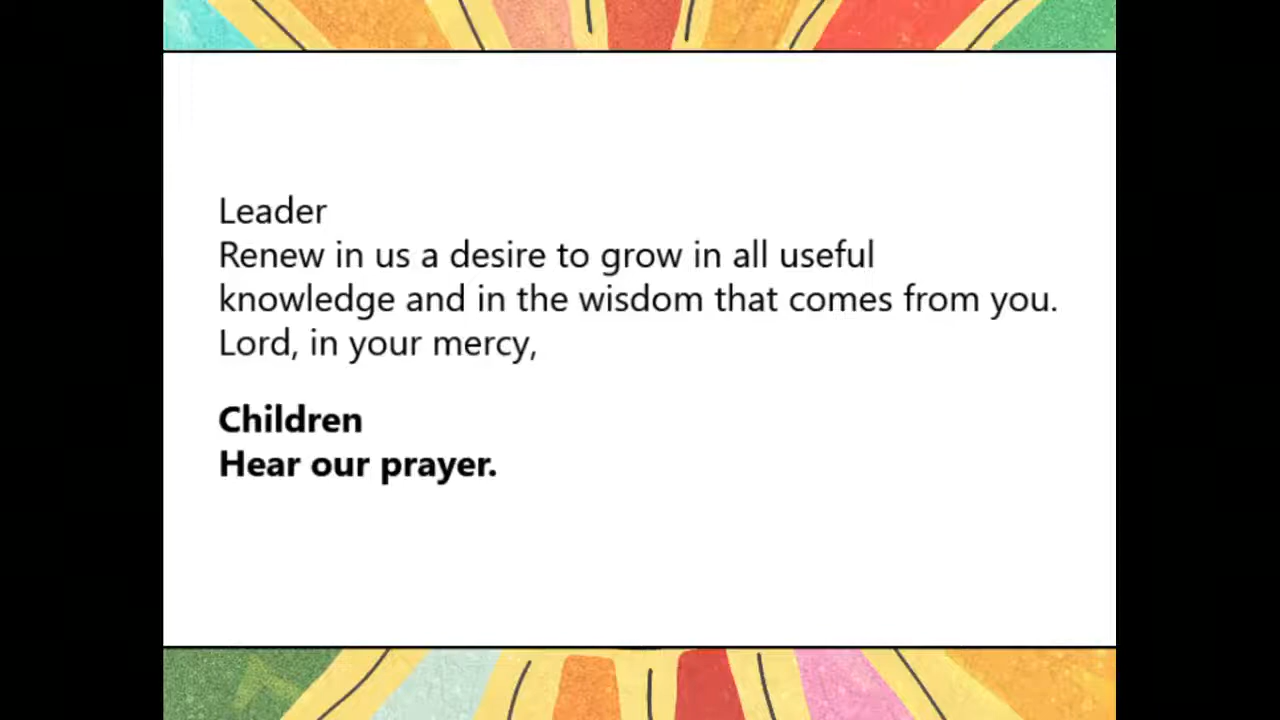 Leader
Renew in us a desire to grow in all useful
knowledge and in the wisdom that comes from you.
Lord, in your mercy,
Children
Hear our prayer.